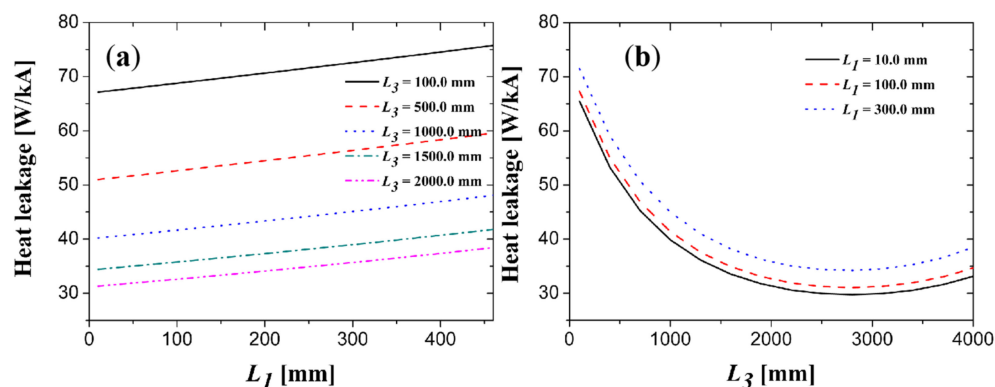 (a)
Heat leakage [W/kA]
80
70
60
50
40
30
L3 = 100.0 mm
L3 = 500.0 mm
L3 = 1000.0 mm
L3 = 1500.0 mm
L3 = 2000.0 mm
0 100 200 300 400
L1 [mm]
(b)
Heat leakage [W/kA]
80
70
60
50
40
30
L1 = 10.0 mm
L1 = 100.0 mm
L1 = 300.0 mm
0 1000 2000 3000 4000
L3 [mm]